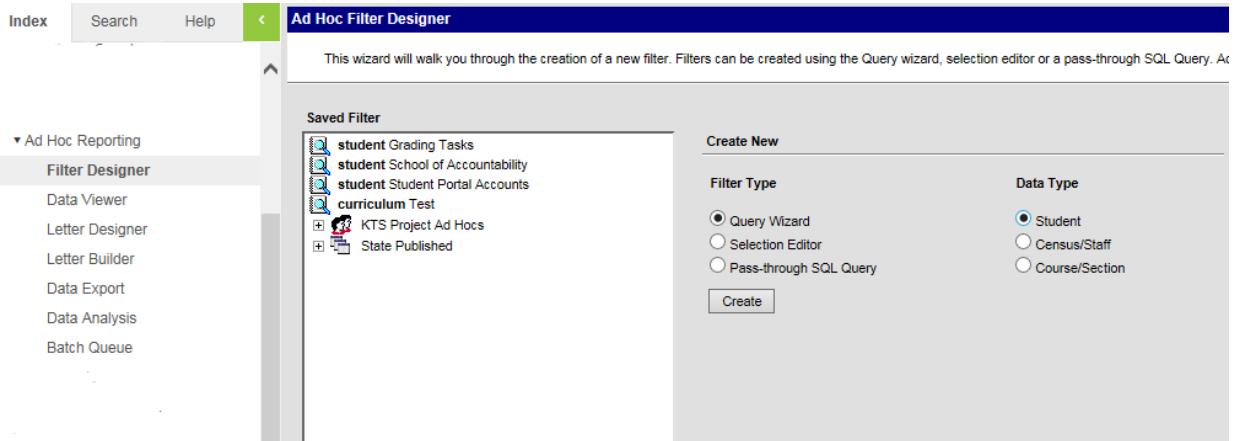 Index Search Help <
Ad Hoc Filter Designer
This wizard will walk you through the creation of a new filter. Filters can be created using the Query wizard, selection editor or a pass-through SQL Query.
▾ Ad Hoc Reporting
Filter Designer
Data Viewer
Letter Designer
Letter Builder
Data Export
Data Analysis
Batch Queue
Saved Filter
student Grading Tasks
student School of Accountability
student Student Portal Accounts
curriculum Test
KTS Project Ad Hocs
State Published
Create New
Filter Type Data Type
Query Wizard Student
Selection Editor Census/Staff
Pass-through SQL Query Course/Section
Create